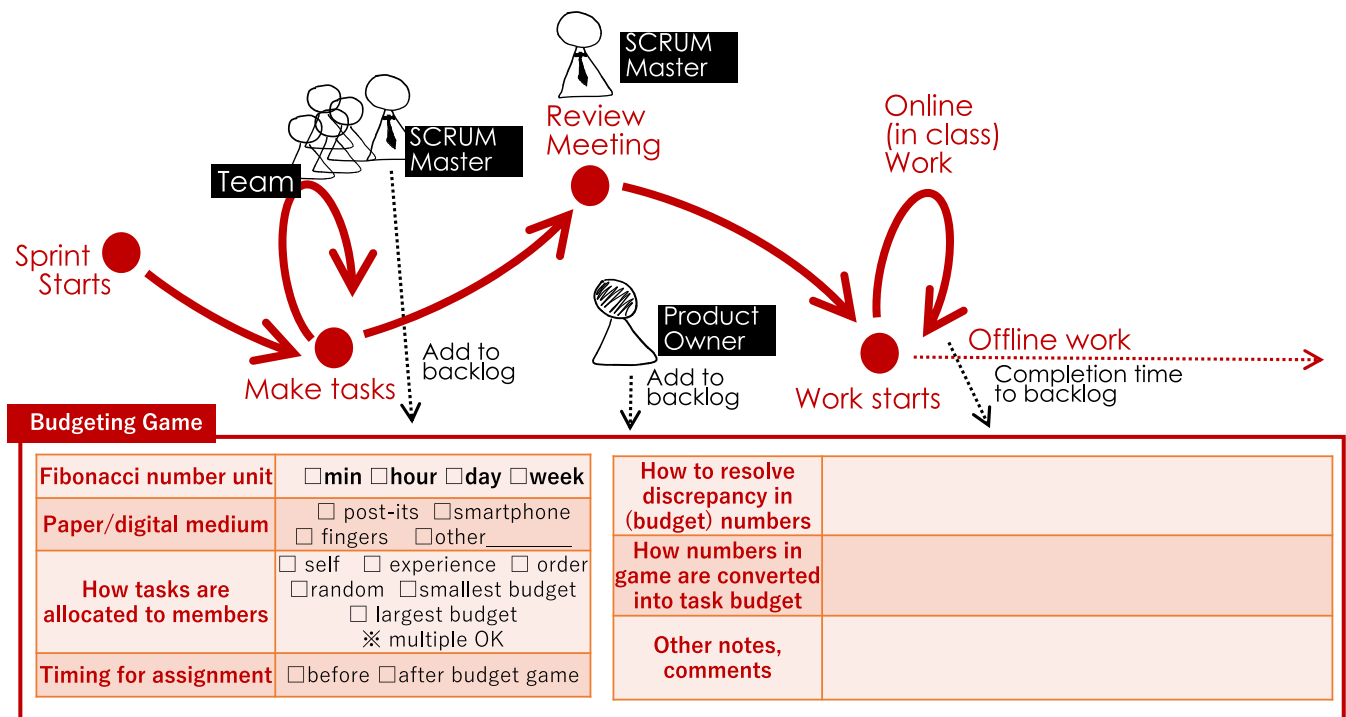 SCRUM
Master
Review
Meeting
Online
(in class)
Work
SCRUM
Master
Team
Sprint
Starts
Make tasks
Add to
backlog
Product
Owner
Add to
backlog
Work starts
Offline work
Completion time
to backlog
Budgeting Game
Fibonacci number unit
□min □hour □day □week
Paper/digital medium
□ post-its □smartphone
□ fingers □other________
How tasks are
allocated to members
□ self □ experience □ order
□random □smallest budget
□ largest budget
※ multiple OK
Timing for assignment
□before □after budget game
How to resolve
discrepancy in
(budget) numbers
How numbers in
game are converted
into task budget
Other notes,
comments